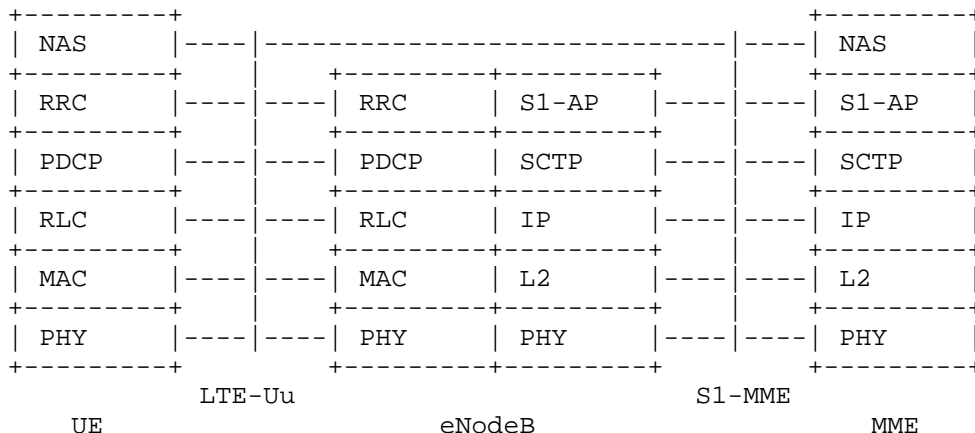 NAS NAS
RRC RRC S1-AP S1-AP
PDCP PDCP SCTP SCTP
RLC RLC IP IP
MAC MAC L2 L2
PHY PHY PHY PHY
LTE-Uu S1-MME
UE eNodeB MME